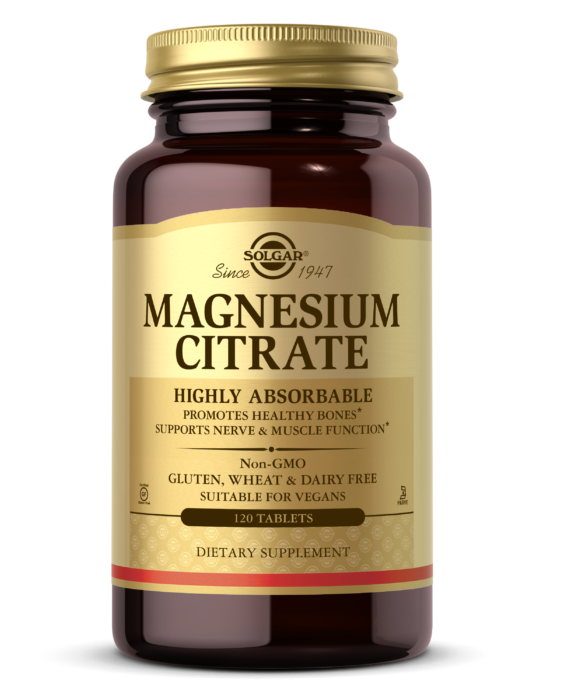 SOLGAR®
Since 1947
MAGNESIUM
CITRATE
HIGHLY ABSORBABLE
PROMOTES HEALTHY BONES*
SUPPORTS NERVE & MUSCLE FUNCTION*
Non-GMO
GLUTEN, WHEAT & DAIRY FREE
SUITABLE FOR VEGANS
120 TABLETS
DIETARY SUPPLEMENT